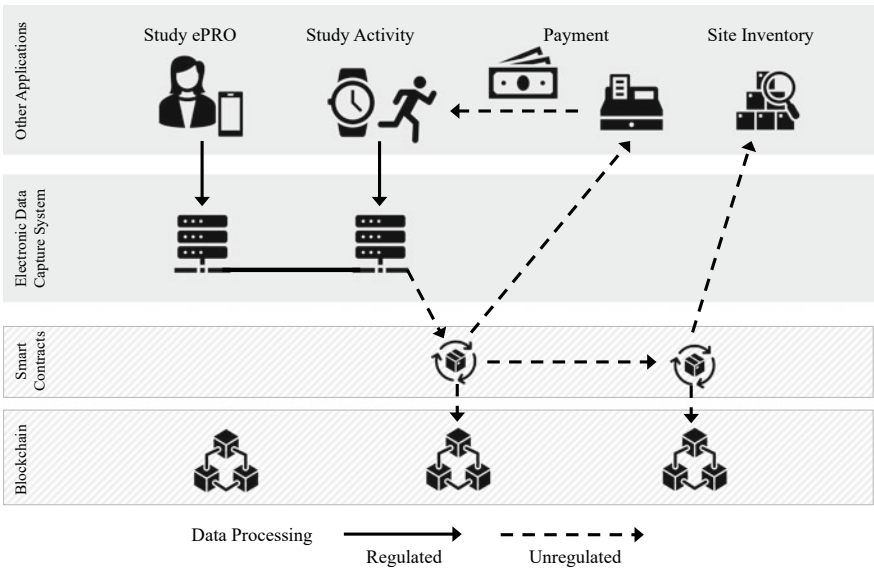 Study ePRO
Study Activity
Payment
Site Inventory
Other Applications
Electronic Data
Capture System
Smart
Contracts
Blockchain
Data Processing
Regulated
Unregulated